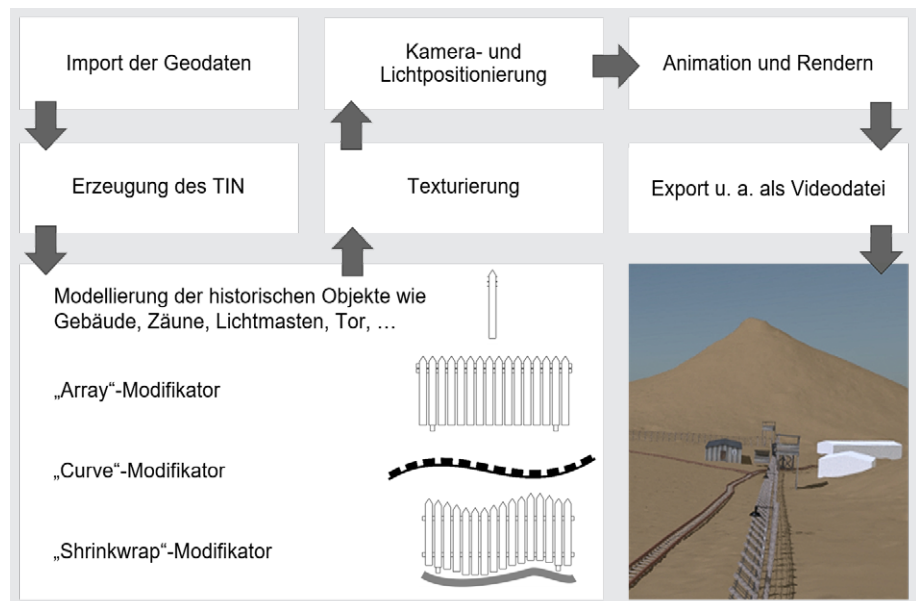 Import der Geodaten
Erzeugung des TIN
Modellierung der historischen Objekte wie
Gebäude, Zäune, Lichtmasten, Tor, …
„Array“-Modifikator
„Curve“-Modifikator
„Shrinkwrap“-Modifikator
Texturierung
Kamera- und
Lichtpositionierung
Animation und Rendern
Export u. a. als Videodatei